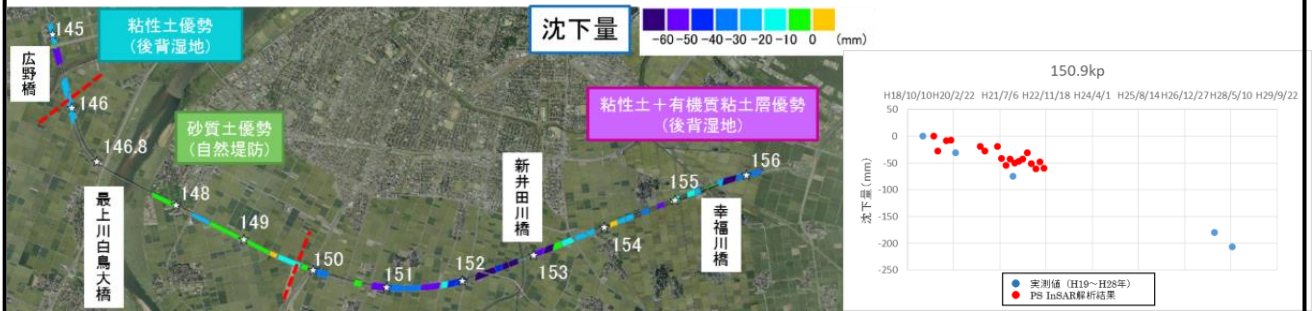 145
粘性土優勢
(後背湿地)
沈下量
-60 -50 -40 -30 -20 -10 0 (mm)
広野橋
146
砂質土優勢
(自然堤防)
粘性土+有機質粘土層優勢
(後背湿地)
146.8
新井田川橋
156
155
148
最上川白鳥大橋
149
幸福川橋
154
150
153
152
151
150.9kp
H18/10/10 H20/2/22 H21/7/6 H22/11/18 H24/4/1 H25/8/14 H26/12/27 H28/5/10 H29/9/22
50
0
-50
-100
-150
-200
-250
沈下量(mm)
実測値(H19~H28年)
PS InSAR解析結果